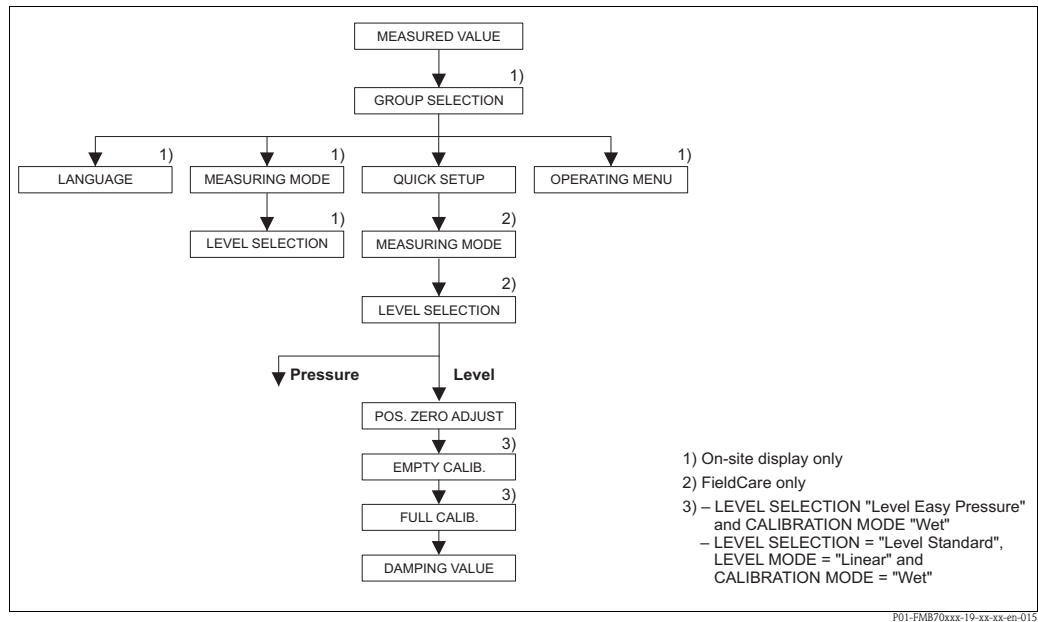 MEASURED VALUE
1)
GROUP SELECTION
1)
1)
1)
LANGUAGE
MEASURING MODE
QUICK SETUP
OPERATING MENU
1)
2)
LEVEL SELECTION
MEASURING MODE
2)
LEVEL SELECTION
Pressure
Level
POS. ZERO ADJUST
3)
EMPTY CALIB.
3)
FULL CALIB.
DAMPING VALUE
1) On-site display only
2) FieldCare only
3) – LEVEL SELECTION "Level Easy Pressure"
and CALIBRATION MODE "Wet"
– LEVEL SELECTION = "Level Standard",
LEVEL MODE = "Linear" and
CALIBRATION MODE = "Wet"
P01-FMB70xxx-19-xx-xx-en-015